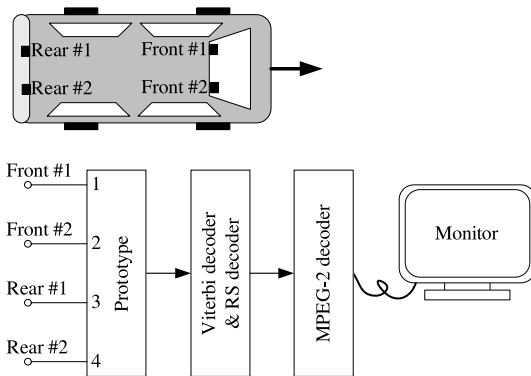 Rear #1
Front #1
Rear #2
Front #2
Front #1
1
Front #2
2
Rear #1
3
Rear #2
4
Prototype
Viterbi decoder
& RS decoder
MPEG-2 decoder
Monitor